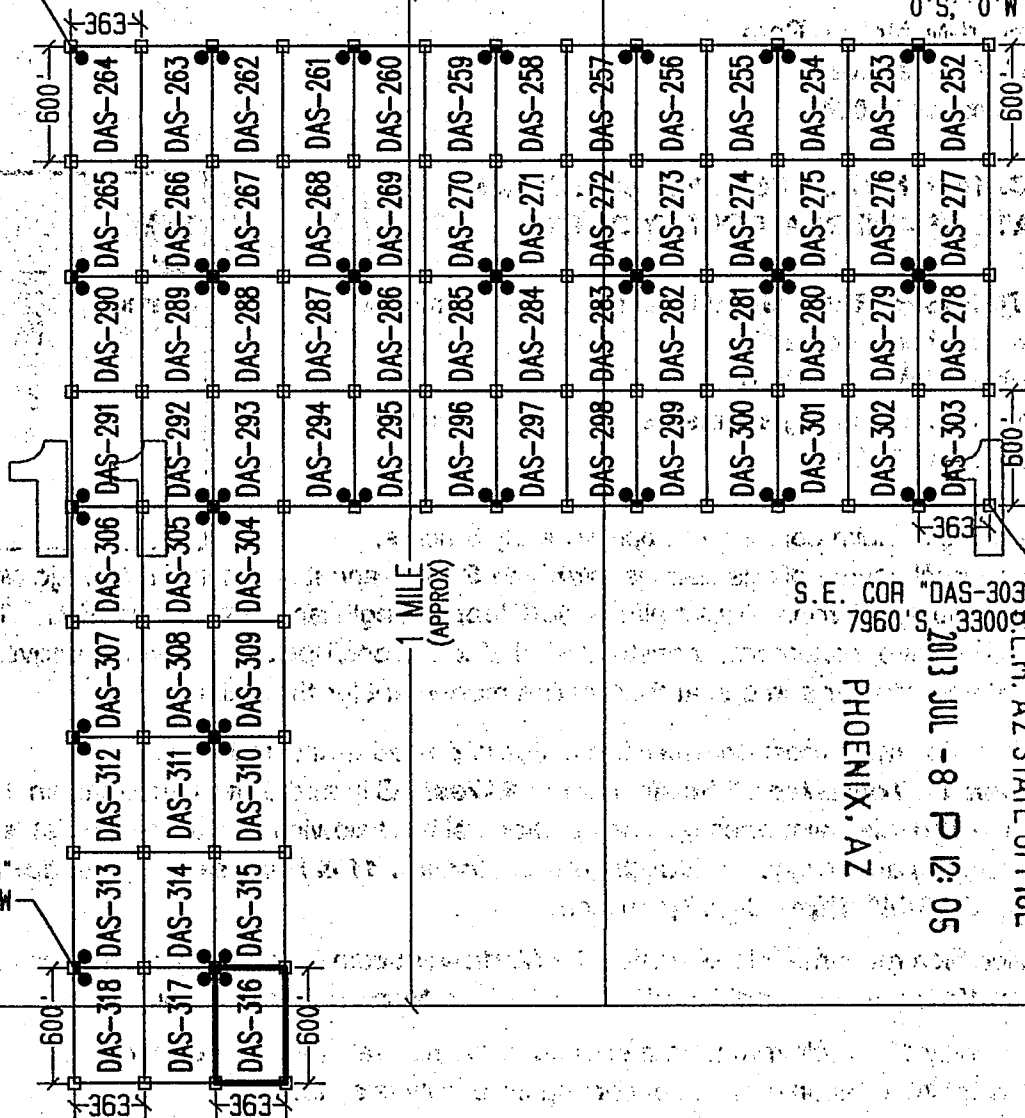 0'S, 0'W
363
600'
DAS-264 DAS-263 DAS-262 DAS-261 DAS-260 DAS-259 DAS-258 DAS-257 DAS-256 DAS-255 DAS-254 DAS-253 DAS-252
600'
DAS-265 DAS-266 DAS-267 DAS-268 DAS-269 DAS-270 DAS-271 DAS-272 DAS-273 DAS-274 DAS-275 DAS-276 DAS-277
DAS-290 DAS-289 DAS-288 DAS-287 DAS-286 DAS-285 DAS-284 DAS-283 DAS-282 DAS-281 DAS-280 DAS-279 DAS-278
DAS-291 DAS-292 DAS-293 DAS-294 DAS-295 DAS-296 DAS-297 DAS-298 DAS-299 DAS-300 DAS-301 DAS-302 DAS-303
600'
11
1
363
DAS-306 DAS-305 DAS-304
1 MILE
(APPROX)
S.E. COR "DAS-303
7960'S, 3300'
B.L.M. AZ STATE OFFICE
2013 JUL -8 P 12:05
PHOENIX, AZ
DAS-307 DAS-308 DAS-309
DAS-312 DAS-311 DAS-310
DAS-313 DAS-314 DAS-315
"
W
600'
DAS-318 DAS-317 DAS-316
600'
363
363